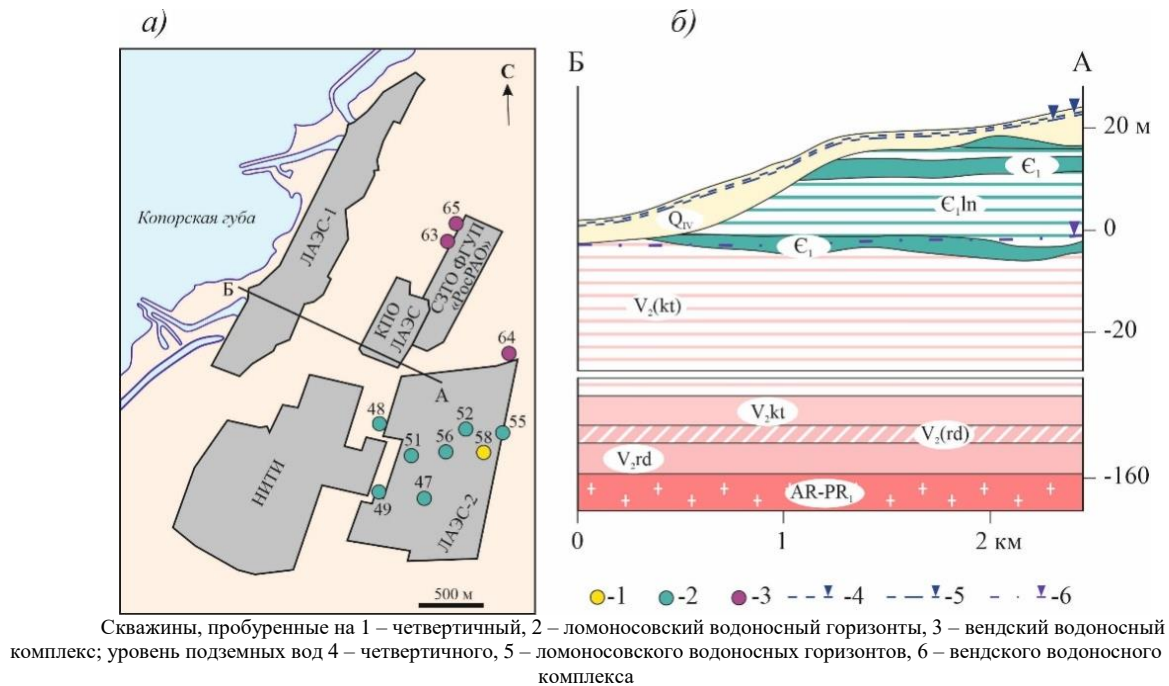 а)
С
Копорская губа
ЛАЭС-1
65
63
СЗТО ФГУП
«РосРАО»
КПО
ЛАЭС
Б
64
А
48
52
55
51
56
58
47
49
НИТИ
ЛАЭС-2
500 м
б)
Б
А
20 м
Є₁
Є₁ln
Q_IV
0
Є₁
V₂(kt)
-20
V₂kt
V₂(rd)
V₂rd
-160
AR-PR₁
0
1
2 км
-1
-2
-3
-4
-5
-6
Скважины, пробуренные на 1 – четвертичный, 2 – ломоносовский водоносный горизонты, 3 – вендский водоносный
комплекс; уровень подземных вод 4 – четвертичного, 5 – ломоносовского водоносных горизонтов, 6 – вендского водоносного
комплекса